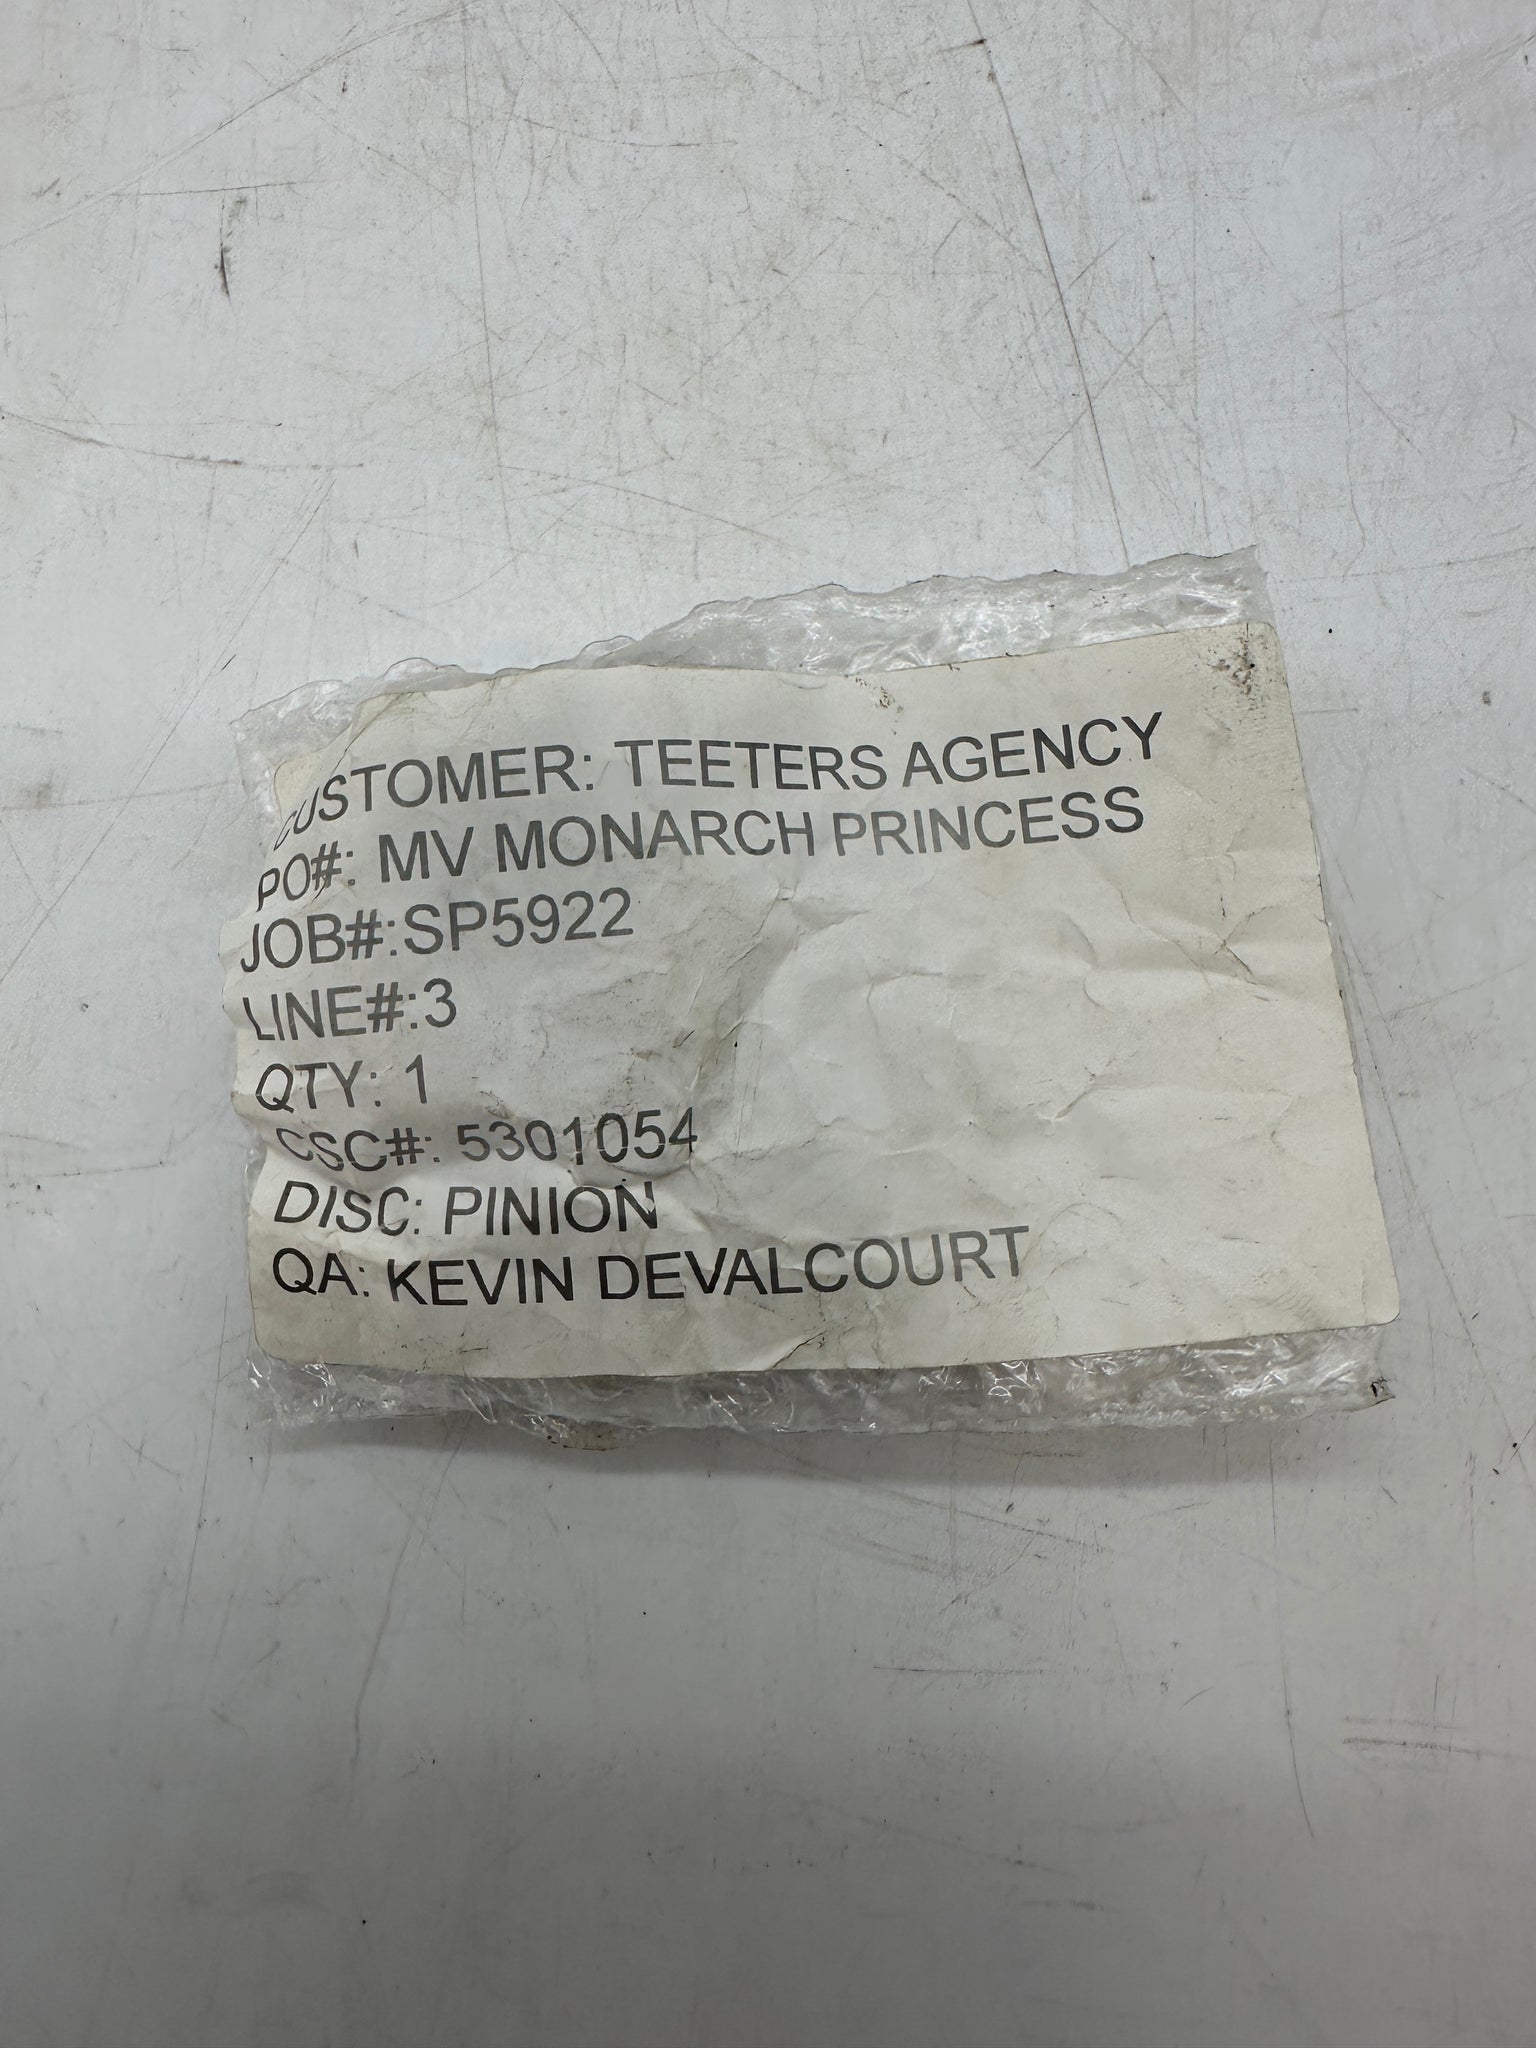 CUSTOMER: TEETERS AGENCY
PO#: MV MONARCH PRINCESS
JOB#:SP5922
LINE#:3
QTY: 1
CSC#: 5301054
DISC: PINION
QA: KEVIN DEVALCOURT